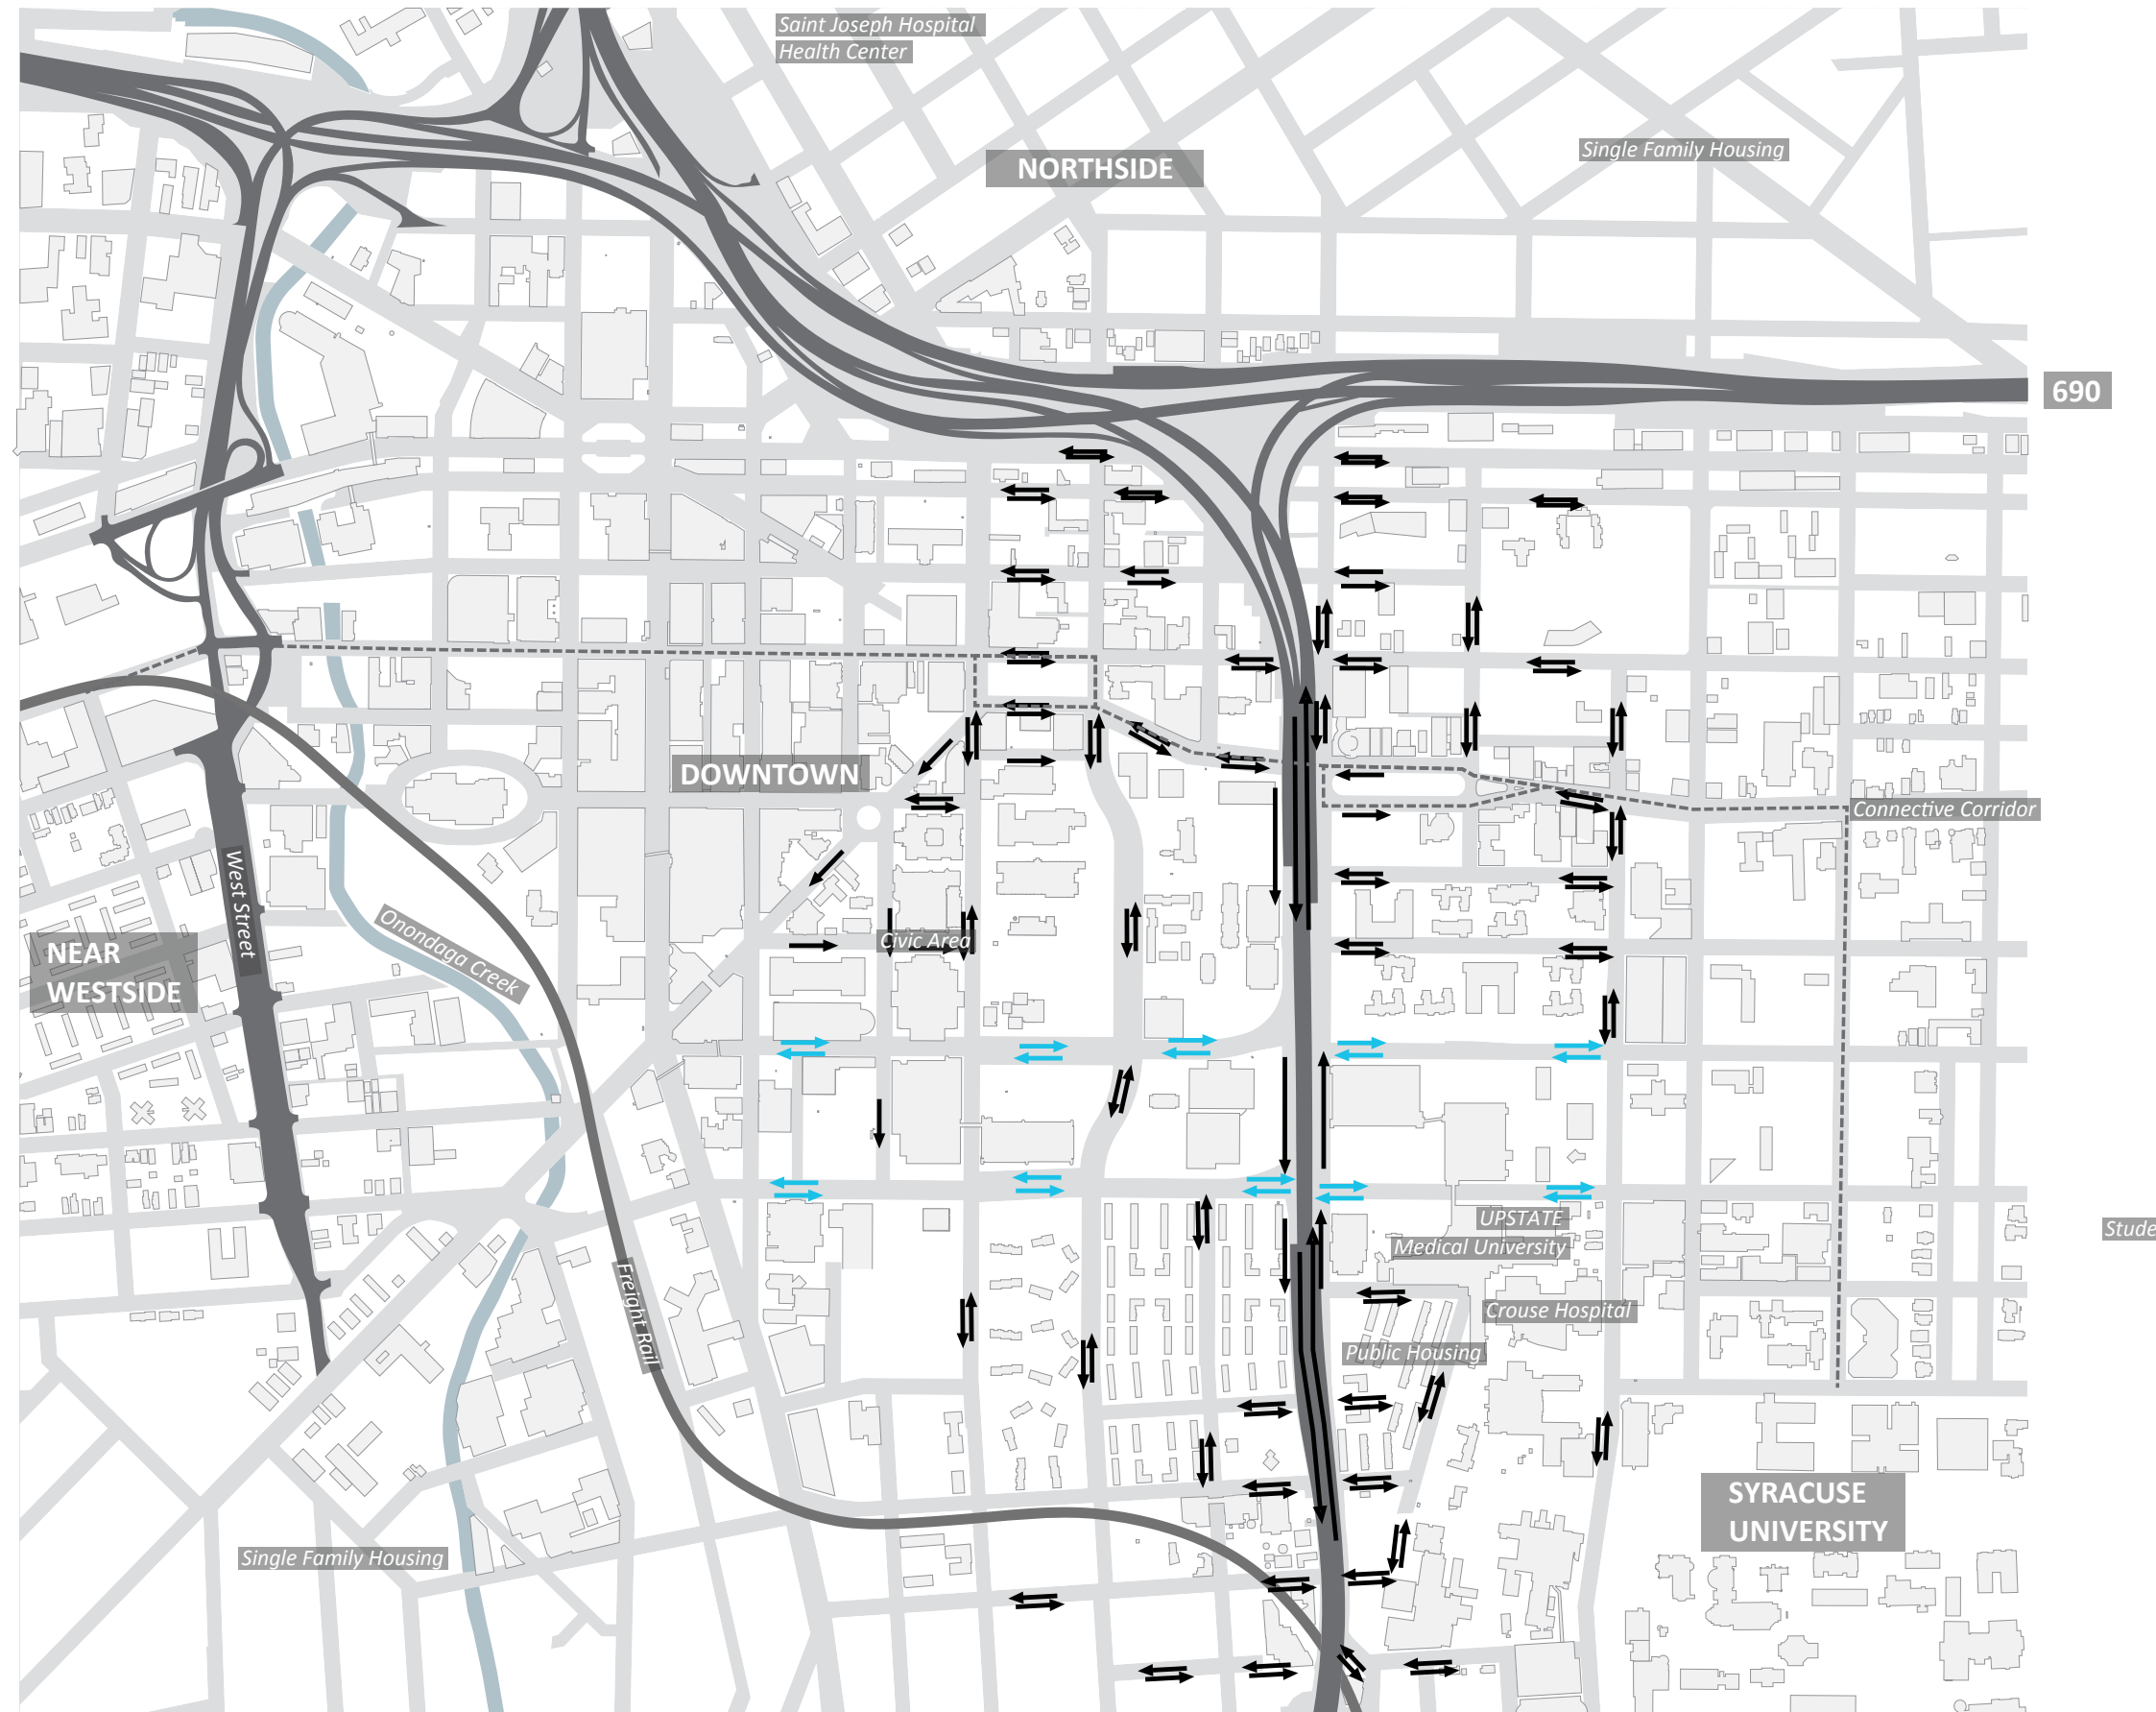 Saint Joseph Hospital
Health Center
Single Family Housing
NORTHSIDE
690
DOWNTOWN
Connective Corridor
West Street
Onondaga Creek
Civic Area
NEAR
WESTSIDE
UPSTATE
Medical University
Stude
Crouse Hospital
Freight Rail
Public Housing
SYRACUSE
UNIVERSITY
Single Family Housing